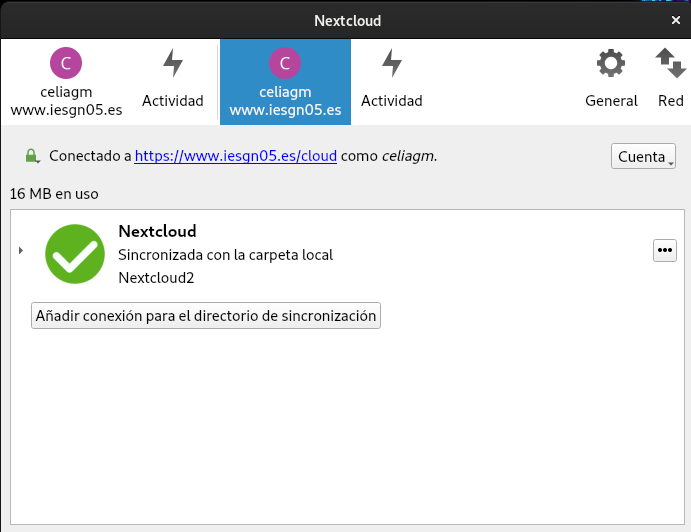 Nextcloud
C
celiagm
www.iesgn05.es
Actividad
C
celiagm
www.iesgn05.es
Actividad
General
Red
Conectado a https://www.iesgn05.es/cloud como celiagm.
Cuenta
16 MB en uso
Nextcloud
Sincronizada con la carpeta local
Nextcloud2
Añadir conexión para el directorio de sincronización